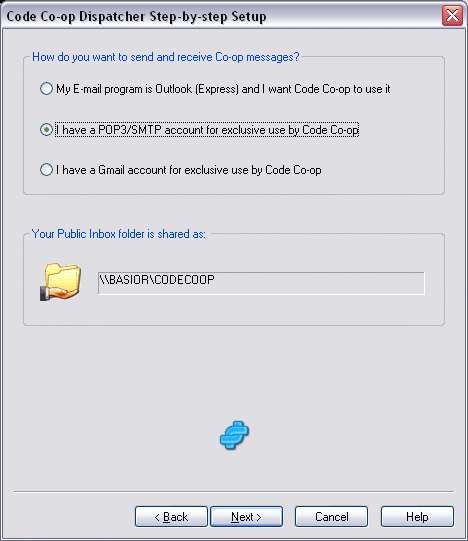 Code Co-op Dispatcher Step-by-step Setup
How do you want to send and receive Co-op messages?
My E-mail program is Outlook (Express) and I want Code Co-op to use it
I have a POP3/SMTP account for exclusive use by Code Co-op
I have a Gmail account for exclusive use by Code Co-op
Your Public Inbox folder is shared as:
\\BASIOR\CODECOOP
< Back Next > Cancel Help